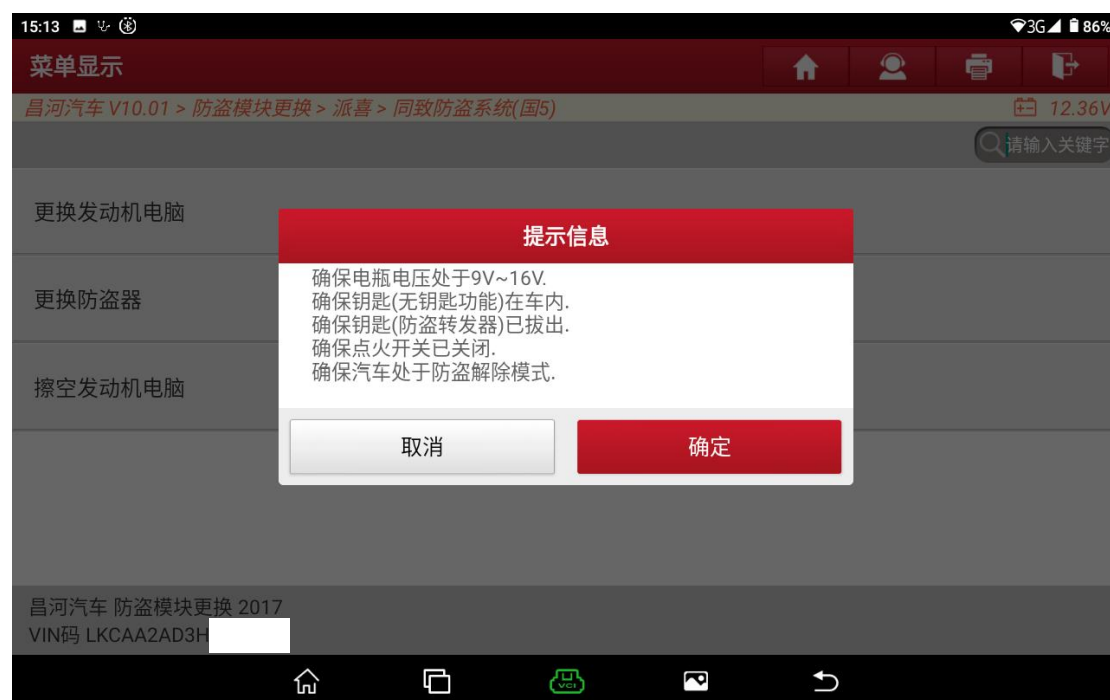 15:13
3G 86%
菜单显示
昌河汽车 V10.01 > 防盗模块更换 > 派喜 > 同致防盗系统(国5)
12.36V
请输入关键字
更换发动机电脑
更换防盗器
擦空发动机电脑
提示信息
确保电瓶电压处于9V~16V.
确保钥匙(无钥匙功能)在车内.
确保钥匙(防盗转发器)已拔出.
确保点火开关已关闭.
确保汽车处于防盗解除模式.
取消
确定
昌河汽车 防盗模块更换 2017
VIN码 LKCAA2AD3H
VCI